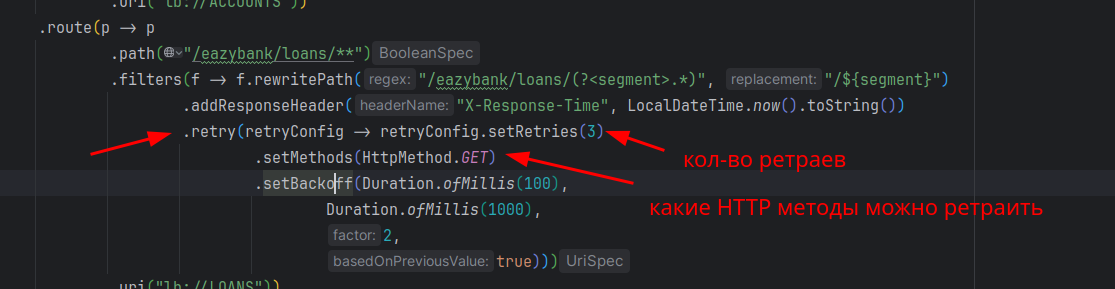 .uri("lb://ACCOUNTS"))
.route(p → p
.path("/eazybank/loans/**") BooleanSpec
.filters(f → f.rewritePath( regex: "/eazybank/loans/(?<segment>.*)", replacement: "/${segment}")
.addResponseHeader( headerName: "X-Response-Time", LocalDateTime.now().toString())
.retry(retryConfig → retryConfig.setRetries(3)
кол-во ретраев
.setMethods(HttpMethod.GET)
.setBackoff(Duration.ofMillis(100),
какие HTTP методы можно ретраить
Duration.ofMillis(1000),
factor: 2,
basedOnPreviousValue: true))) UriSpec
.uri("lb://LOANS"))